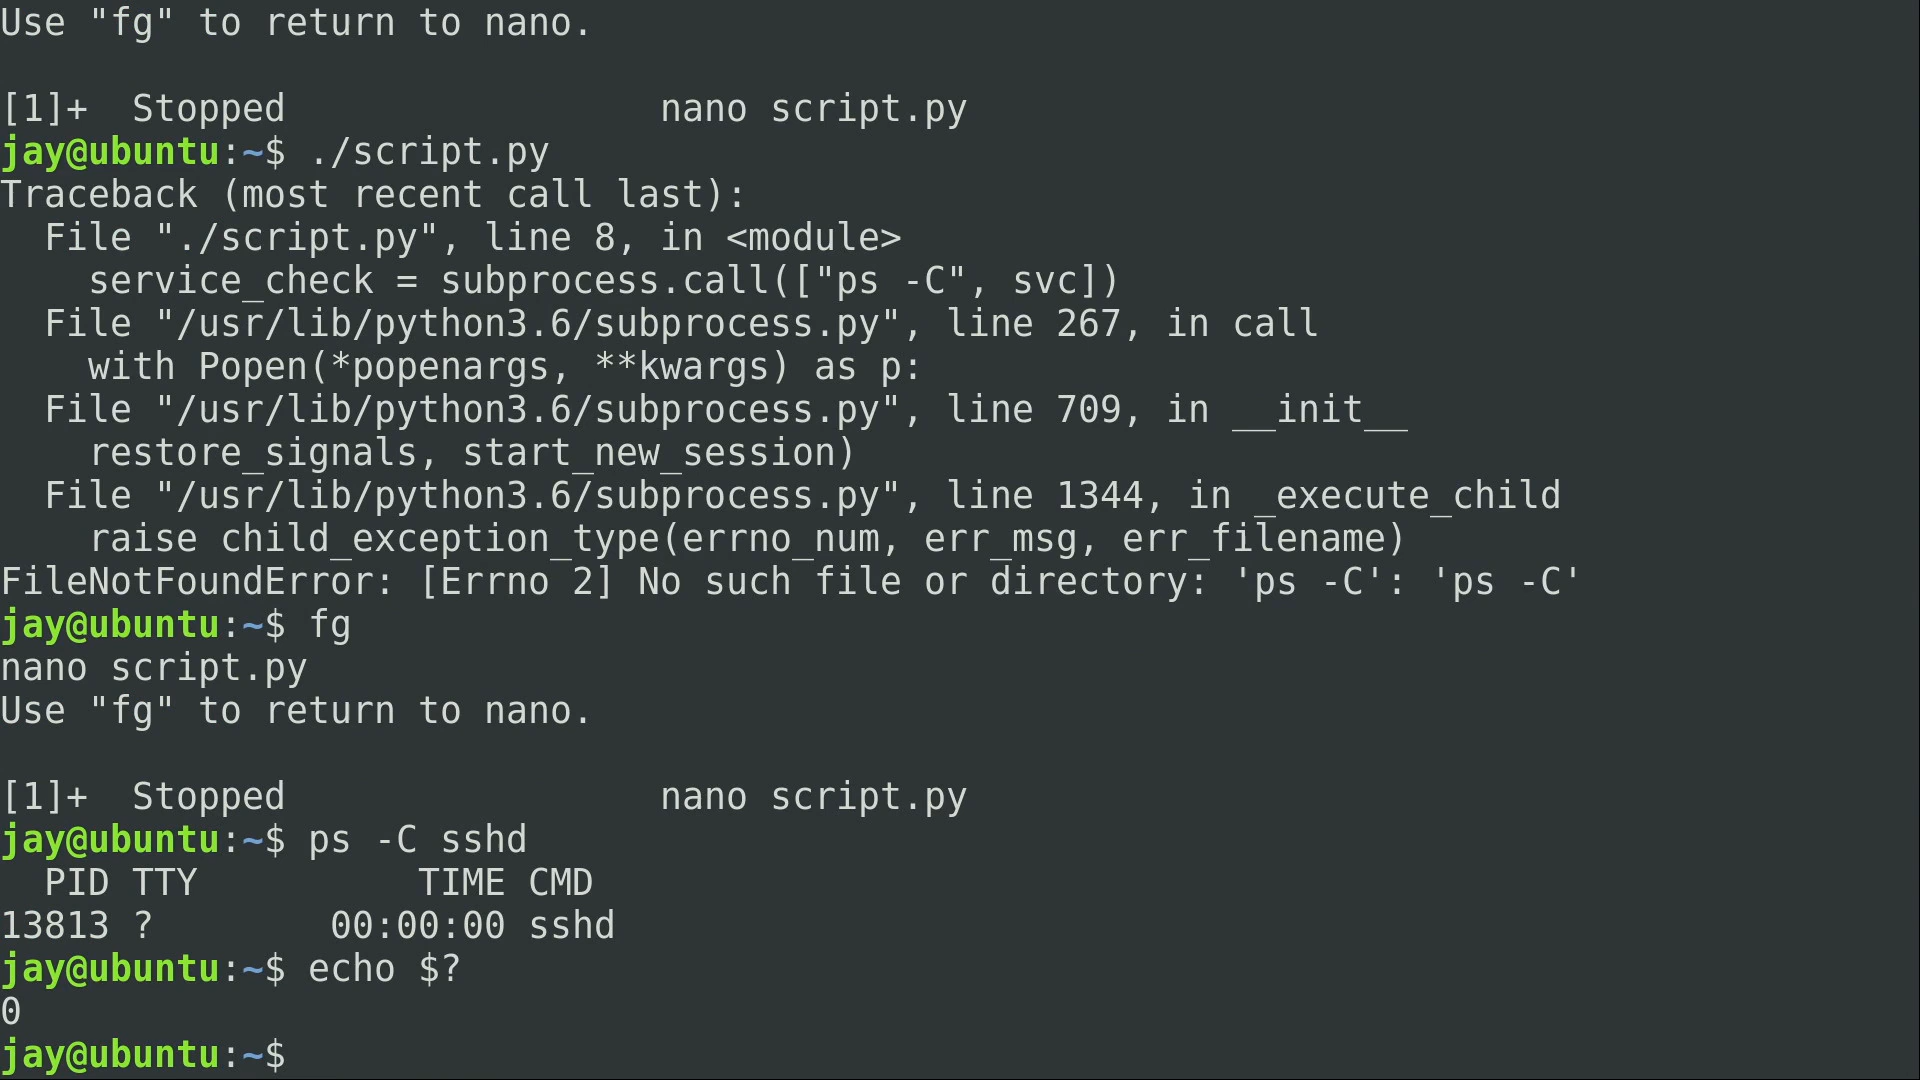 Use "fg" to return to nano.
[1]+  Stopped                 nano script.py
jay@ubuntu:~$ ./script.py
Traceback (most recent call last):
  File "./script.py", line 8, in <module>
    service_check = subprocess.call(["ps -C", svc])
  File "/usr/lib/python3.6/subprocess.py", line 267, in call
    with Popen(*popenargs, **kwargs) as p:
  File "/usr/lib/python3.6/subprocess.py", line 709, in __init__
    restore_signals, start_new_session)
  File "/usr/lib/python3.6/subprocess.py", line 1344, in _execute_child
    raise child_exception_type(errno_num, err_msg, err_filename)
FileNotFoundError: [Errno 2] No such file or directory: 'ps -C': 'ps -C'
jay@ubuntu:~$ fg
nano script.py
Use "fg" to return to nano.
[1]+  Stopped                 nano script.py
jay@ubuntu:~$ ps -C sshd
  PID TTY          TIME CMD
13813 ?        00:00:00 sshd
jay@ubuntu:~$ echo $?
0
jay@ubuntu:~$